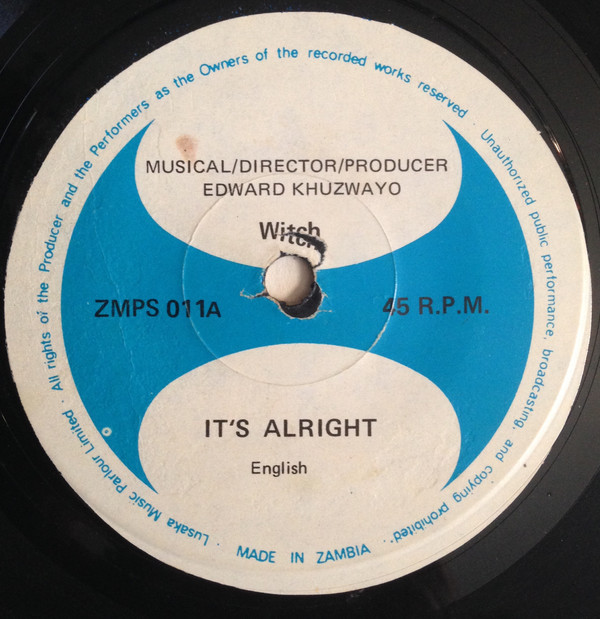 All rights of the Producer and the Performers as the Owners of the recorded works reserved · Unauthorized public performance, broadcasting, and copying prohibited ·
MUSICAL/DIRECTOR/PRODUCER
EDWARD KHUZWAYO
Witch
ZMPS 011A
45 R.P.M.
IT'S ALRIGHT
English
Lusaka Music Parlour Limited ·
MADE IN ZAMBIA